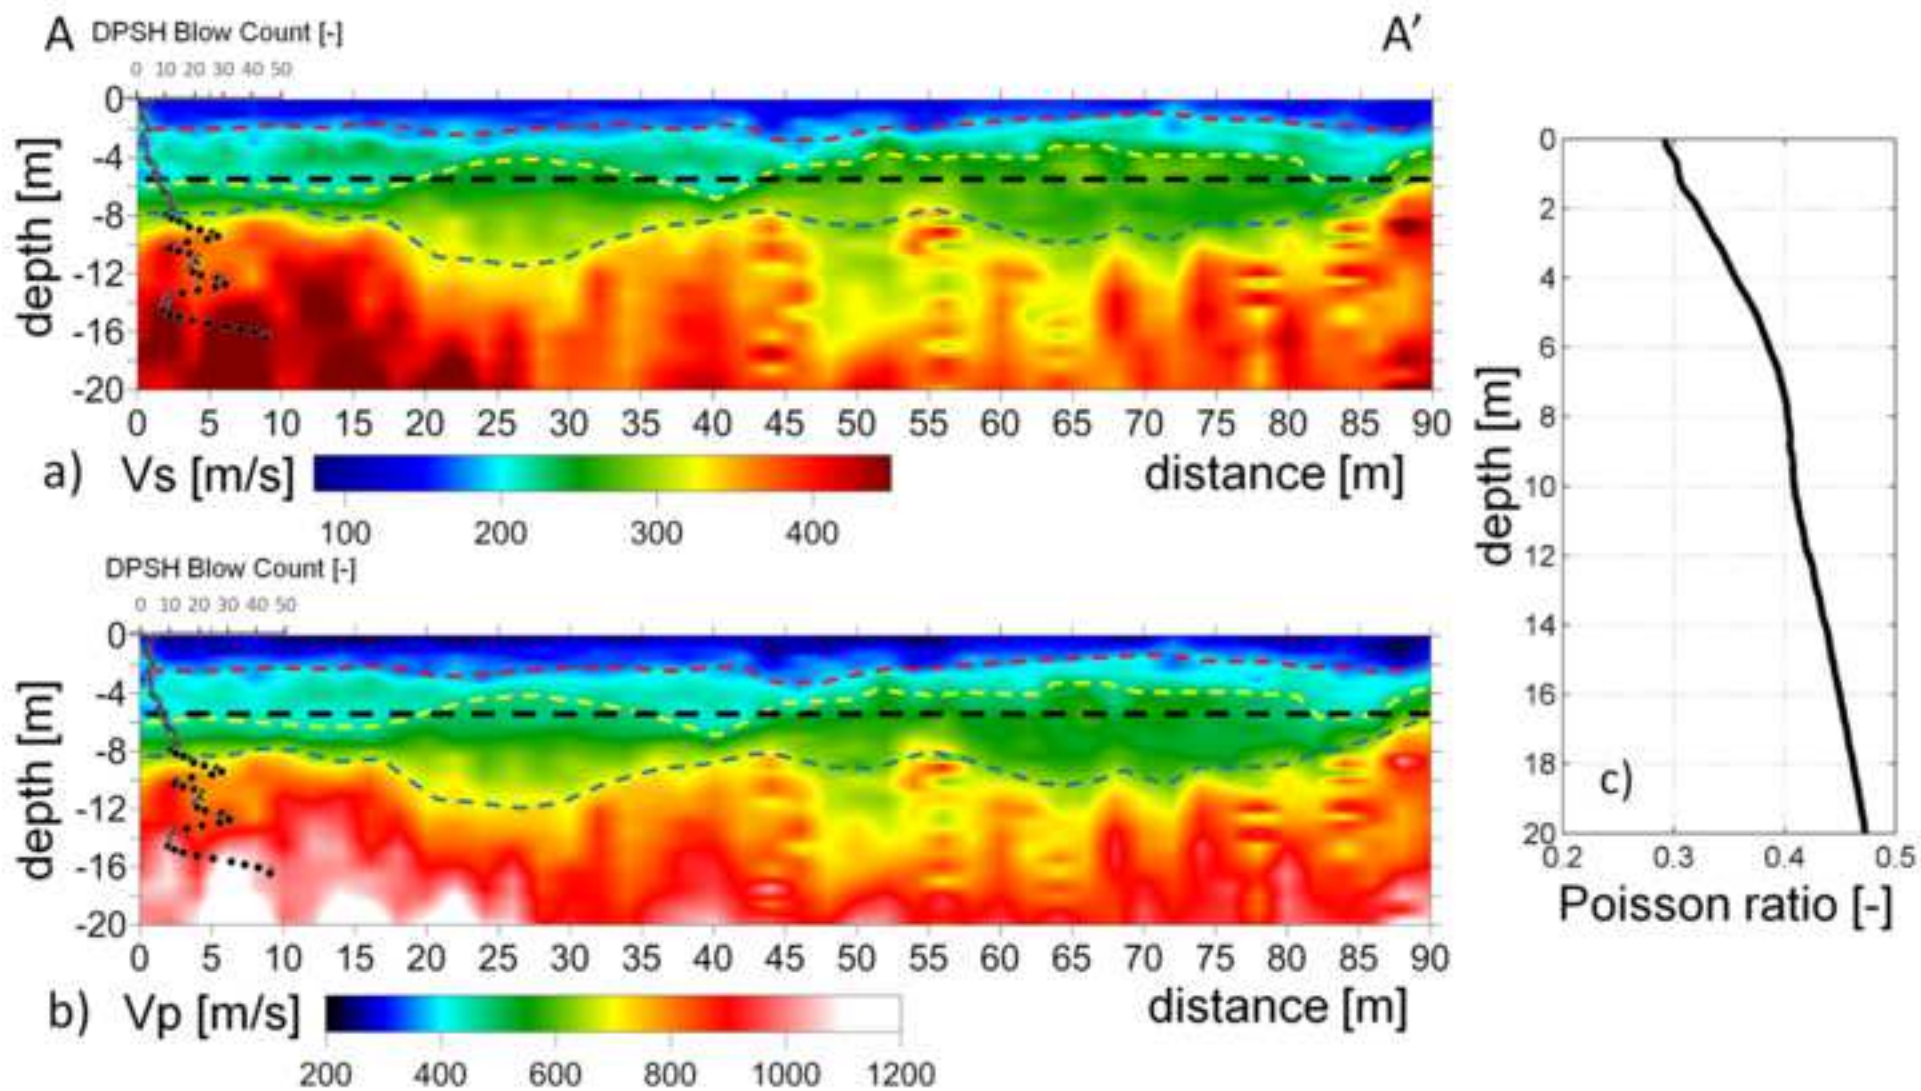 A DPSH Blow Count [-] A'
0 10 20 30 40 50
0
-4
-8
-12
-16
-20
depth [m]
0 5 10 15 20 25 30 35 40 45 50 55 60 65 70 75 80 85 90
a) Vs [m/s] distance [m]
100 200 300 400
DPSH Blow Count [-]
0 10 20 30 40 50
0
-4
-8
-12
-16
-20
depth [m]
0 5 10 15 20 25 30 35 40 45 50 55 60 65 70 75 80 85 90
b) Vp [m/s] distance [m]
200 400 600 800 1000 1200
0
2
4
6
8
10
12
14
16
18
20
depth [m]
c)
0.2 0.3 0.4 0.5
Poisson ratio [-]